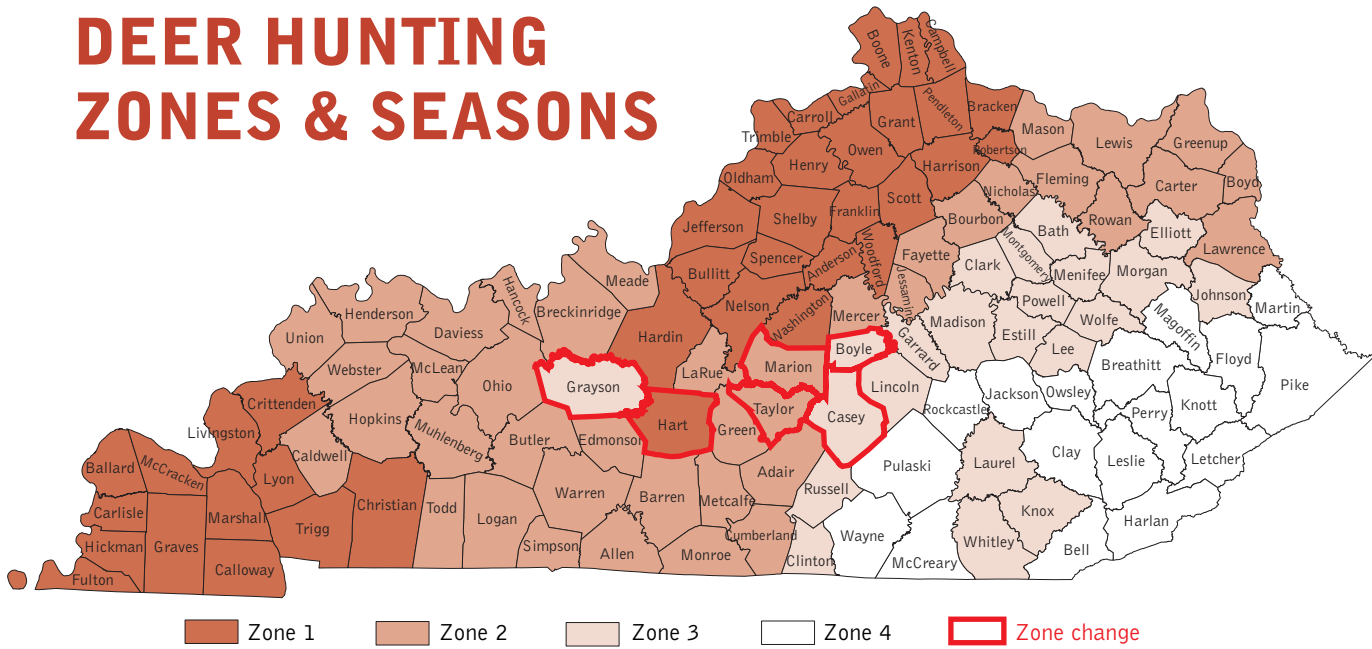 DEER HUNTING
ZONES & SEASONS
Boone
Kenton
Campbell
Gallatin
Carroll
Trimble
Grant
Pendleton
Bracken
Robertson
Mason
Lewis
Greenup
Owen
Henry
Harrison
Oldham
Nicholas
Fleming
Carter
Boyd
Scott
Shelby
Franklin
Jefferson
Bourbon
Rowan
Bath
Elliott
Lawrence
Woodford
Spencer
Anderson
Fayette
Clark
Montgomery
Menifee
Morgan
Bullitt
Meade
Jessamine
Johnson
Hancock
Breckinridge
Nelson
Washington
Mercer
Garrard
Madison
Powell
Wolfe
Magoffin
Martin
Henderson
Daviess
Union
Hardin
Estill
Lee
Boyle
Floyd
Webster
McLean
Ohio
Grayson
LaRue
Marion
Lincoln
Breathitt
Pike
Crittenden
Hopkins
Hart
Taylor
Casey
Rockcastle
Jackson
Owsley
Knott
Perry
Livingston
Muhlenberg
Butler
Edmonson
Green
Caldwell
Ballard
McCracken
Lyon
Adair
Pulaski
Laurel
Clay
Leslie
Letcher
Carlisle
Marshall
Christian
Todd
Logan
Warren
Barren
Metcalfe
Russell
Knox
Harlan
Trigg
Hickman
Graves
Calloway
Fulton
Simpson
Allen
Monroe
Cumberland
Clinton
Wayne
McCreary
Whitley
Bell
Zone 1
Zone 2
Zone 3
Zone 4
Zone change